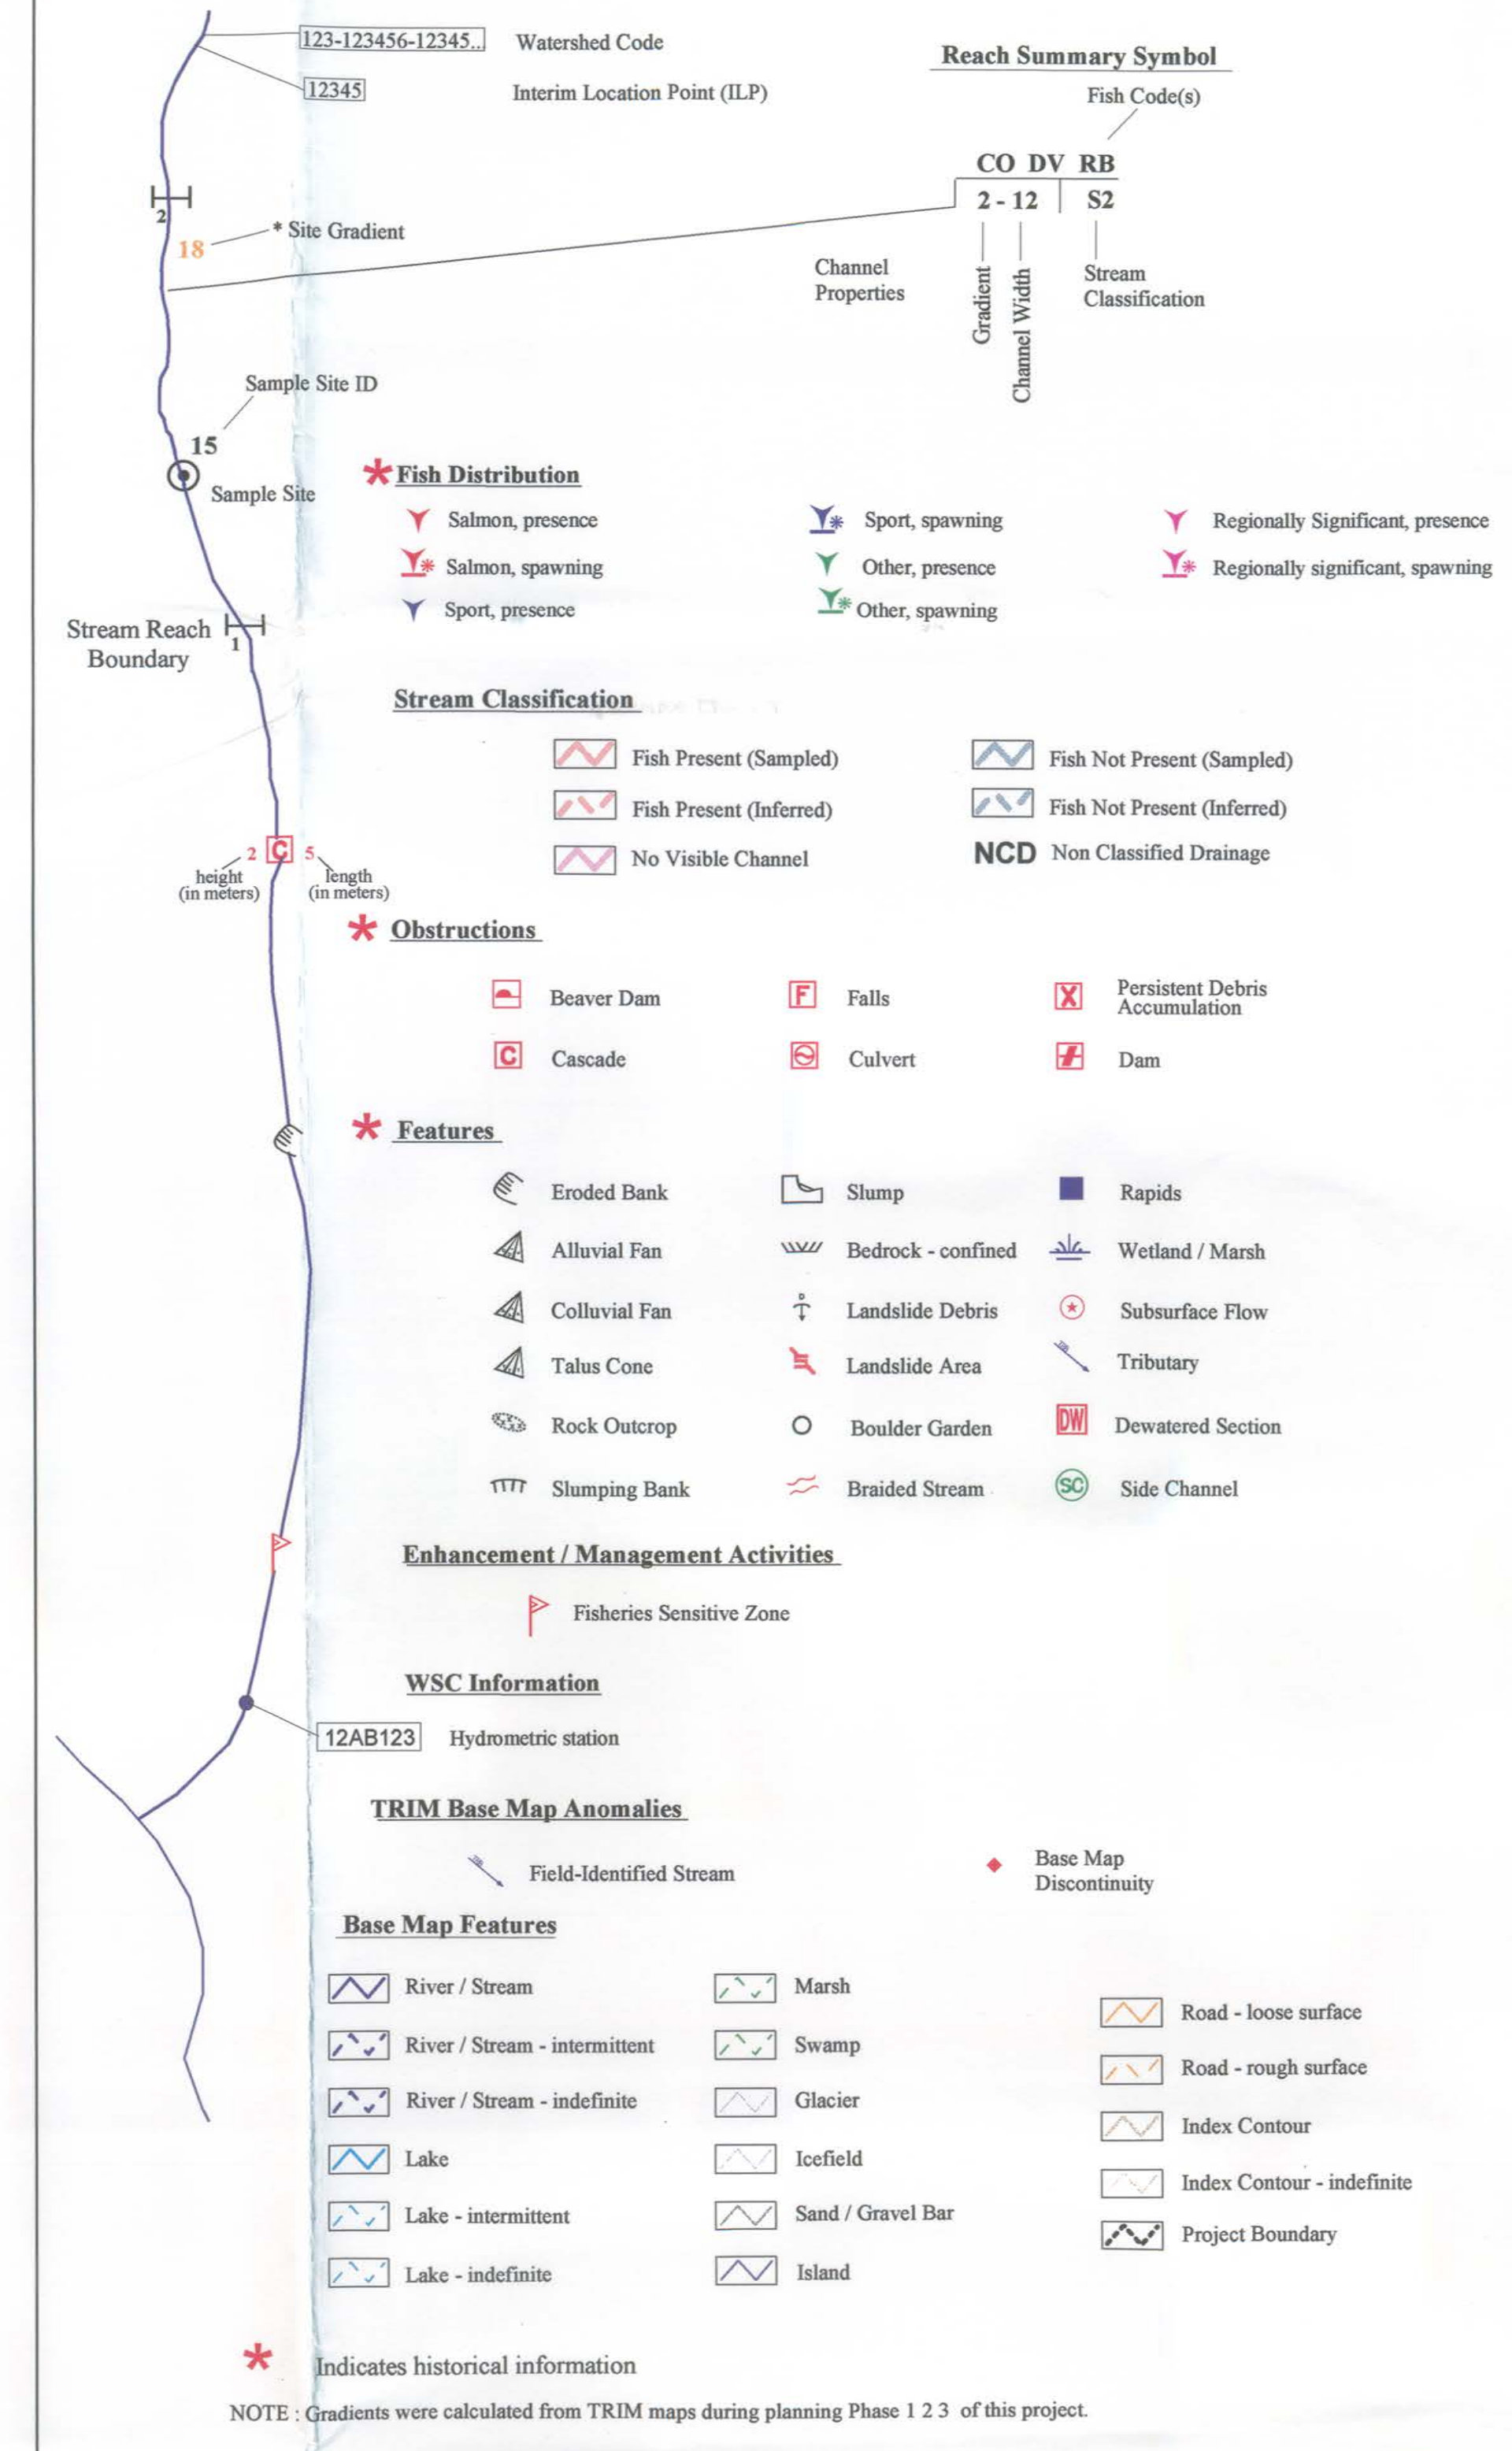 123-123456-12345...
Watershed Code
12345
Interim Location Point (ILP)
Reach Summary Symbol
Fish Code(s)
CO DV RB
2 - 12
S2
Channel
Properties
Gradient
Channel Width
Stream
Classification
2
18
* Site Gradient
Sample Site ID
15
Sample Site
* Fish Distribution
Salmon, presence
Sport, spawning
Regionally Significant, presence
Salmon, spawning
Other, presence
Regionally significant, spawning
Sport, presence
Other, spawning
Stream Reach
Boundary
1
Stream Classification
Fish Present (Sampled)
Fish Not Present (Sampled)
Fish Present (Inferred)
Fish Not Present (Inferred)
No Visible Channel
NCD Non Classified Drainage
2 C 5
height
(in meters)
length
(in meters)
* Obstructions
Beaver Dam
F Falls
X Persistent Debris
Accumulation
C Cascade
Culvert
Dam
* Features
Eroded Bank
Slump
Rapids
Alluvial Fan
Bedrock - confined
Wetland / Marsh
Colluvial Fan
Landslide Debris
Subsurface Flow
Talus Cone
Landslide Area
Tributary
Rock Outcrop
Boulder Garden
DW Dewatered Section
Slumping Bank
Braided Stream
SC Side Channel
Enhancement / Management Activities
Fisheries Sensitive Zone
WSC Information
12AB123
Hydrometric station
TRIM Base Map Anomalies
Field-Identified Stream
Base Map
Discontinuity
Base Map Features
River / Stream
Marsh
Road - loose surface
River / Stream - intermittent
Swamp
Road - rough surface
River / Stream - indefinite
Glacier
Index Contour
Lake
Icefield
Index Contour - indefinite
Lake - intermittent
Sand / Gravel Bar
Project Boundary
Lake - indefinite
Island
* Indicates historical information
NOTE : Gradients were calculated from TRIM maps during planning Phase 1 2 3 of this project.